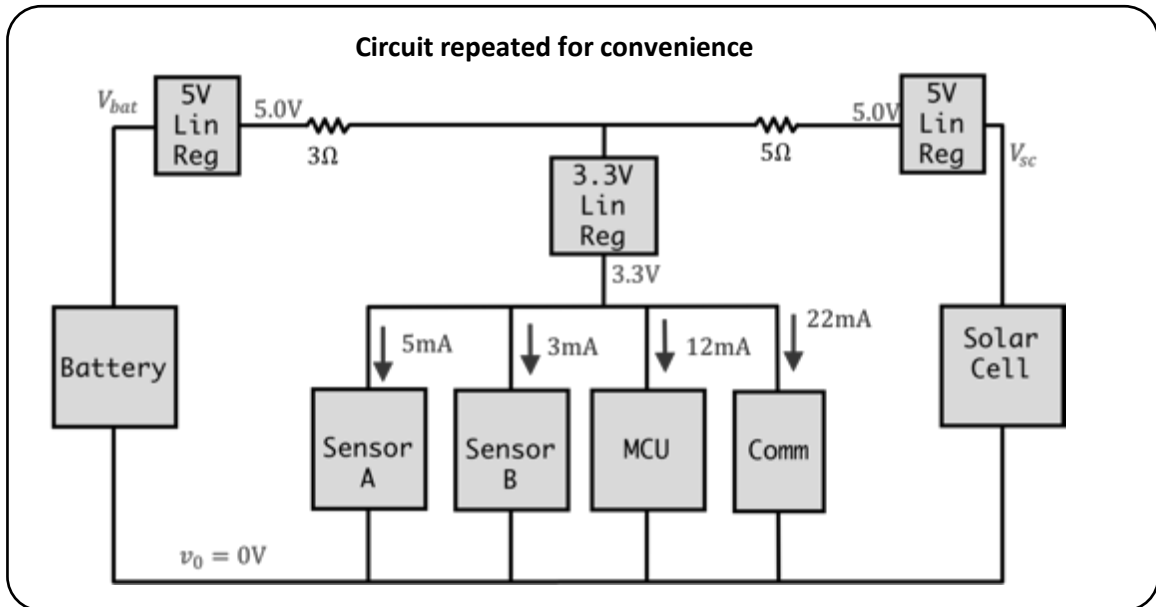 Circuit repeated for convenience
V_bat
5V
Lin
Reg
5.0V
3Ω
5Ω
5.0V
5V
Lin
Reg
V_sc
3.3V
Lin
Reg
3.3V
5mA
3mA
12mA
22mA
Battery
Sensor
A
Sensor
B
MCU
Comm
Solar
Cell
v₀ = 0V